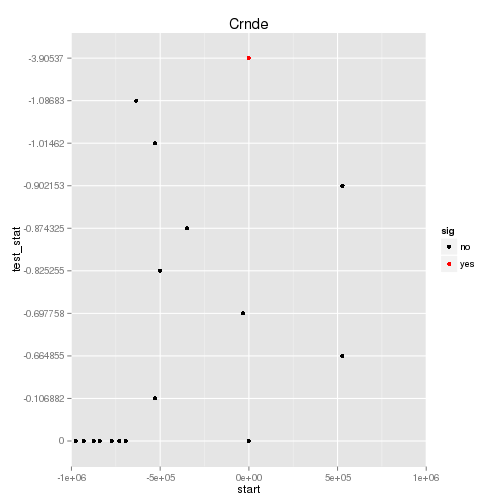 Crnde
-3.90537
-1.08683
-1.01462
-0.902153
-0.874325
-0.825255
-0.697758
-0.664855
-0.106882
0
test_stat
-1e+06
-5e+05
0e+00
5e+05
1e+06
start
sig
no
yes